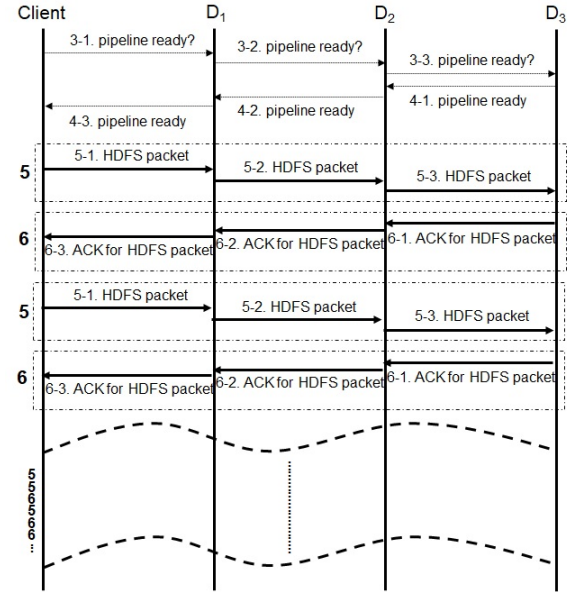 Client D1 D2 D3
3-1. pipeline ready?
3-2. pipeline ready?
3-3. pipeline ready?
4-1. pipeline ready
4-2. pipeline ready
4-3. pipeline ready
5
5-1. HDFS packet
5-2. HDFS packet
5-3. HDFS packet
6
6-1. ACK for HDFS packet
6-2. ACK for HDFS packet
6-3. ACK for HDFS packet
5
5-1. HDFS packet
5-2. HDFS packet
5-3. HDFS packet
6
6-1. ACK for HDFS packet
6-2. ACK for HDFS packet
6-3. ACK for HDFS packet
5
5
6
5
6
6
...